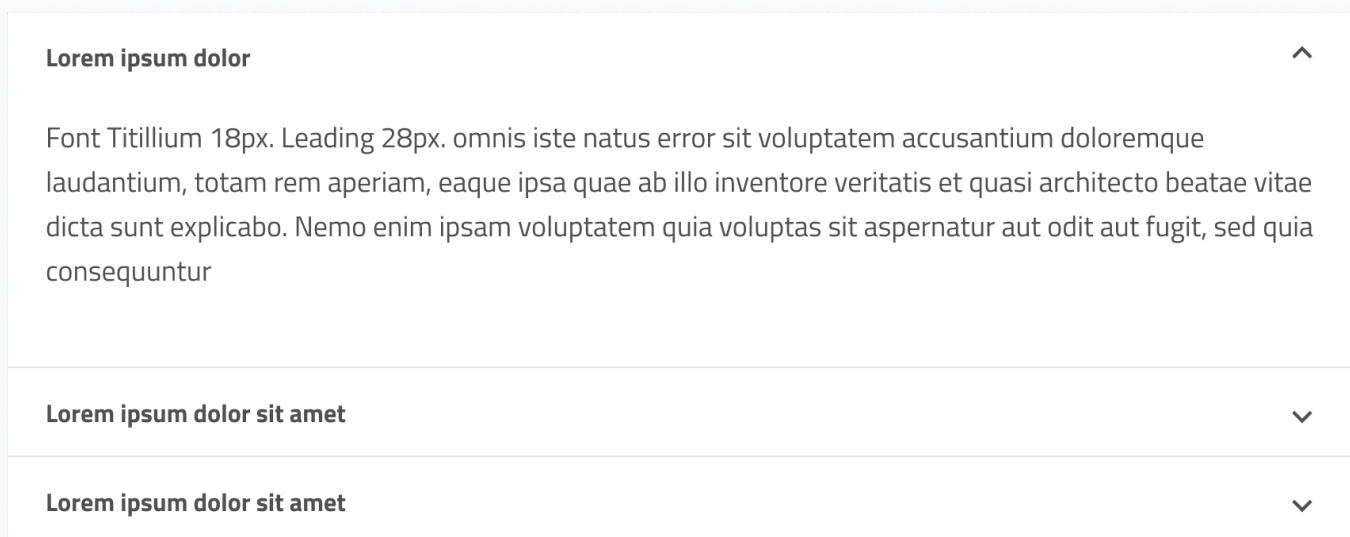 Lorem ipsum dolor
Font Titillium 18px. Leading 28px. omnis iste natus error sit voluptatem accusantium doloremque
laudantium, totam rem aperiam, eaque ipsa quae ab illo inventore veritatis et quasi architecto beatae vitae
dicta sunt explicabo. Nemo enim ipsam voluptatem quia voluptas sit aspernatur aut odit aut fugit, sed quia
consequuntur
Lorem ipsum dolor sit amet
Lorem ipsum dolor sit amet